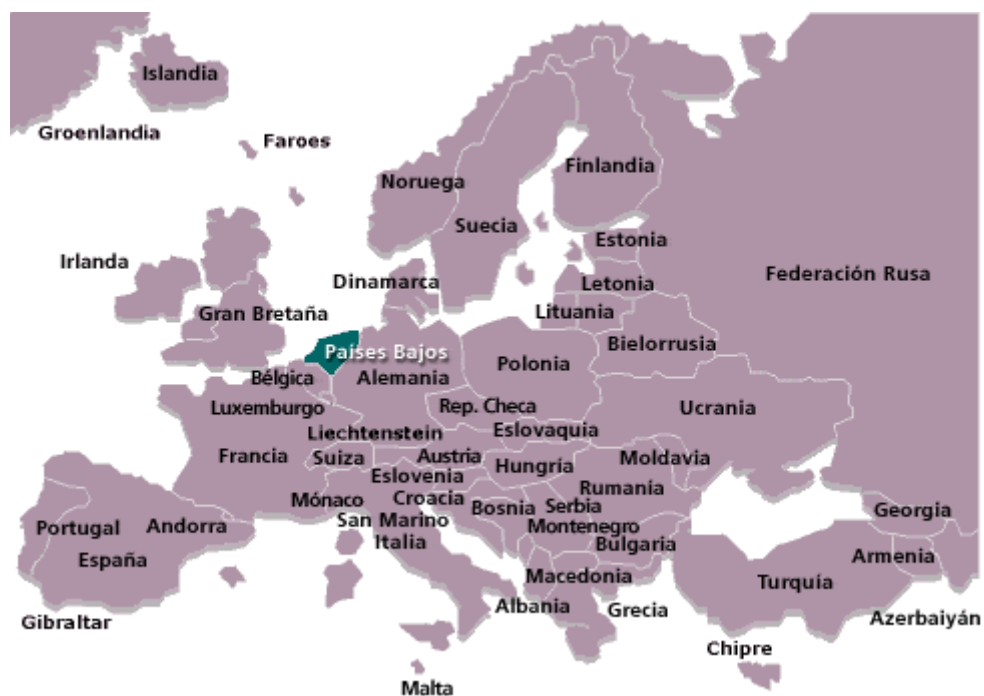 Islandia
Groenlandia
Faroes
Finlandia
Noruega
Suecia
Estonia
Irlanda
Federación Rusa
Dinamarca
Letonia
Gran Bretaña
Lituania
Bielorrusia
Países Bajos
Polonia
Bélgica
Alemania
Luxemburgo
Rep. Checa
Ucrania
Liechtenstein
Eslovaquia
Francia
Suiza
Austria
Hungría
Moldavia
Eslovenia
Rumanía
Mónaco
Croacia
Bosnia
Serbia
Georgia
Portugal
Andorra
San Marino
Montenegro
Italia
Bulgaria
España
Armenia
Macedonia
Turquía
Albania
Grecia
Gibraltar
Azerbaiyán
Chipre
Malta